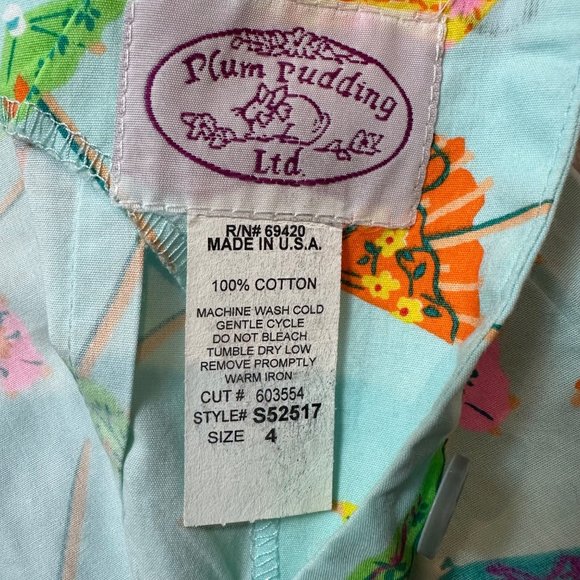 Plum Pudding
Ltd.
R/N# 69420
MADE IN U.S.A.
100% COTTON
MACHINE WASH COLD
GENTLE CYCLE
DO NOT BLEACH
TUMBLE DRY LOW
REMOVE PROMPTLY
WARM IRON
CUT # 603554
STYLE# S52517
SIZE 4